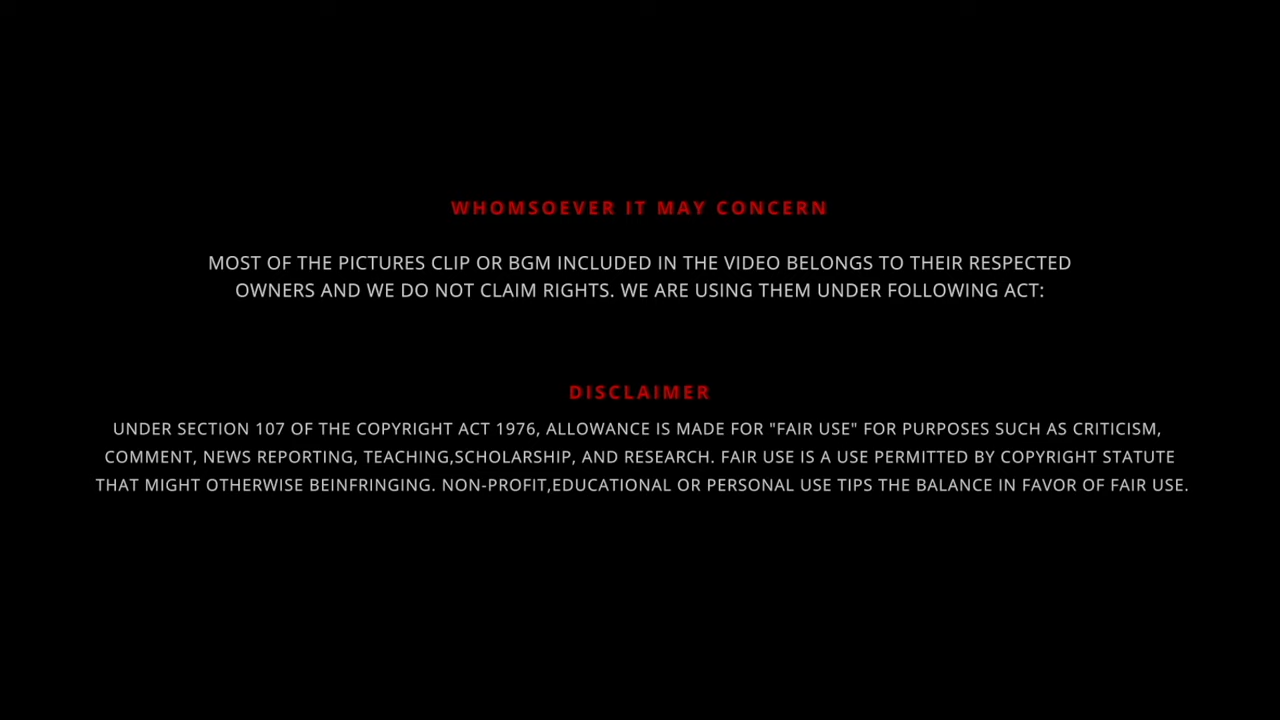 WHOMSOEVER IT MAY CONCERN
MOST OF THE PICTURES CLIP OR BGM INCLUDED IN THE VIDEO BELONGS TO THEIR RESPECTED
OWNERS AND WE DO NOT CLAIM RIGHTS. WE ARE USING THEM UNDER FOLLOWING ACT:
DISCLAIMER
UNDER SECTION 107 OF THE COPYRIGHT ACT 1976, ALLOWANCE IS MADE FOR "FAIR USE" FOR PURPOSES SUCH AS CRITICISM,
COMMENT, NEWS REPORTING, TEACHING,SCHOLARSHIP, AND RESEARCH. FAIR USE IS A USE PERMITTED BY COPYRIGHT STATUTE
THAT MIGHT OTHERWISE BEINFRINGING. NON-PROFIT,EDUCATIONAL OR PERSONAL USE TIPS THE BALANCE IN FAVOR OF FAIR USE.